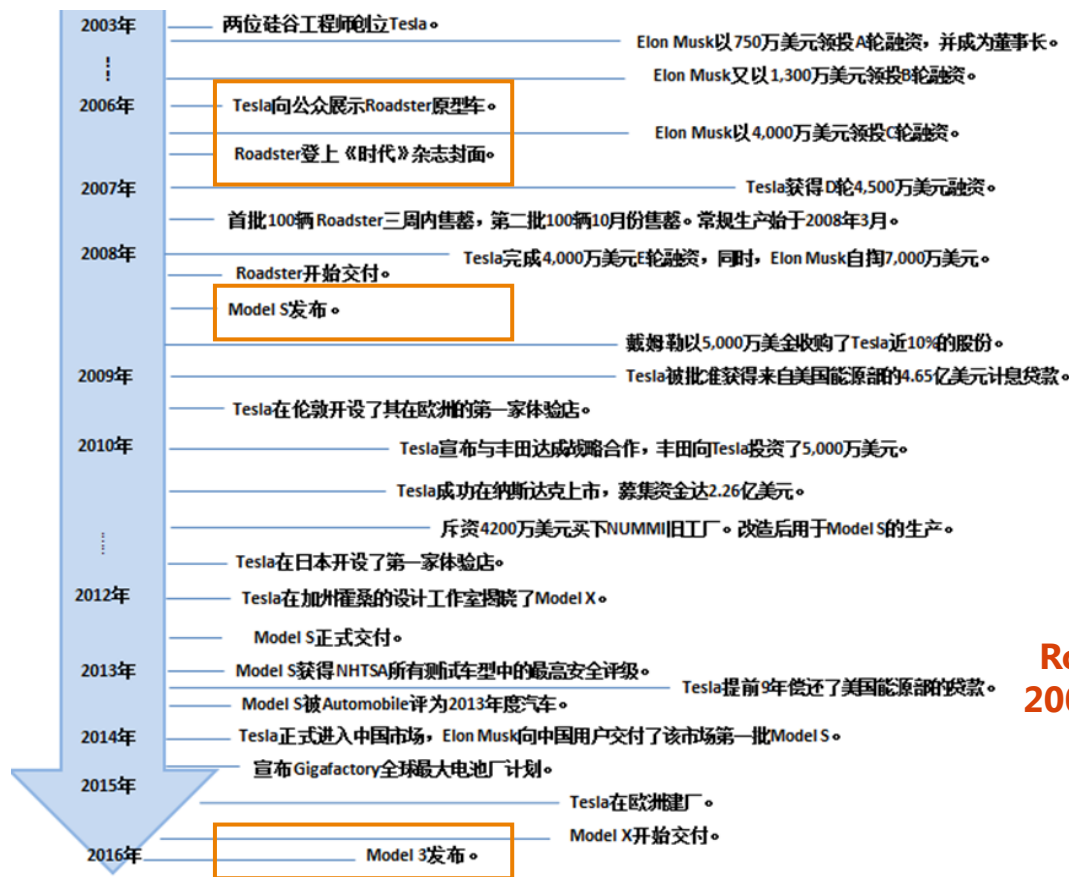 2003年 两位硅谷工程师创立Tesla。
Elon Musk以750万美元领投A轮融资，并成为董事长。
Elon Musk又以1,300万美元领投B轮融资。
2006年 Tesla向公众展示Roadster原型车。
Elon Musk以4,000万美元领投C轮融资。
Roadster登上《时代》杂志封面。
2007年 Tesla获得D轮4,500万美元融资。
首批100辆Roadster三周内售罄，第二批100辆10月份售罄。常规生产始于2008年3月。
2008年 Tesla完成4,000万美元E轮融资，同时，Elon Musk自掏7,000万美元。
Roadster开始交付。
Model S发布。
戴姆勒以5,000万美金收购了Tesla近10%的股份。
2009年 Tesla被批准获得来自美国能源部的4.65亿美元计息贷款。
Tesla在伦敦开设了其在欧洲的第一家体验店。
2010年 Tesla宣布与丰田达成战略合作，丰田向Tesla投资了5,000万美元。
Tesla成功在纳斯达克上市，募集资金达2.26亿美元。
斥资4200万美元买下NUMMI旧工厂。改造后用于Model S的生产。
Tesla在日本开设了第一家体验店。
2012年 Tesla在加州霍桑的设计工作室揭晓了Model X。
Model S正式交付。
2013年 Model S获得NHTSA所有测试车型中的最高安全评级。
Tesla提前9年偿还了美国能源部的贷款。
Model S被Automobile评为2013年度汽车。
2014年 Tesla正式进入中国市场，Elon Musk向中国用户交付了该市场第一批Model S。
宣布Gigafactory全球最大电池厂计划。
2015年
Tesla在欧洲建厂。
Model X开始交付。
2016年 Model 3发布。
Ro
200